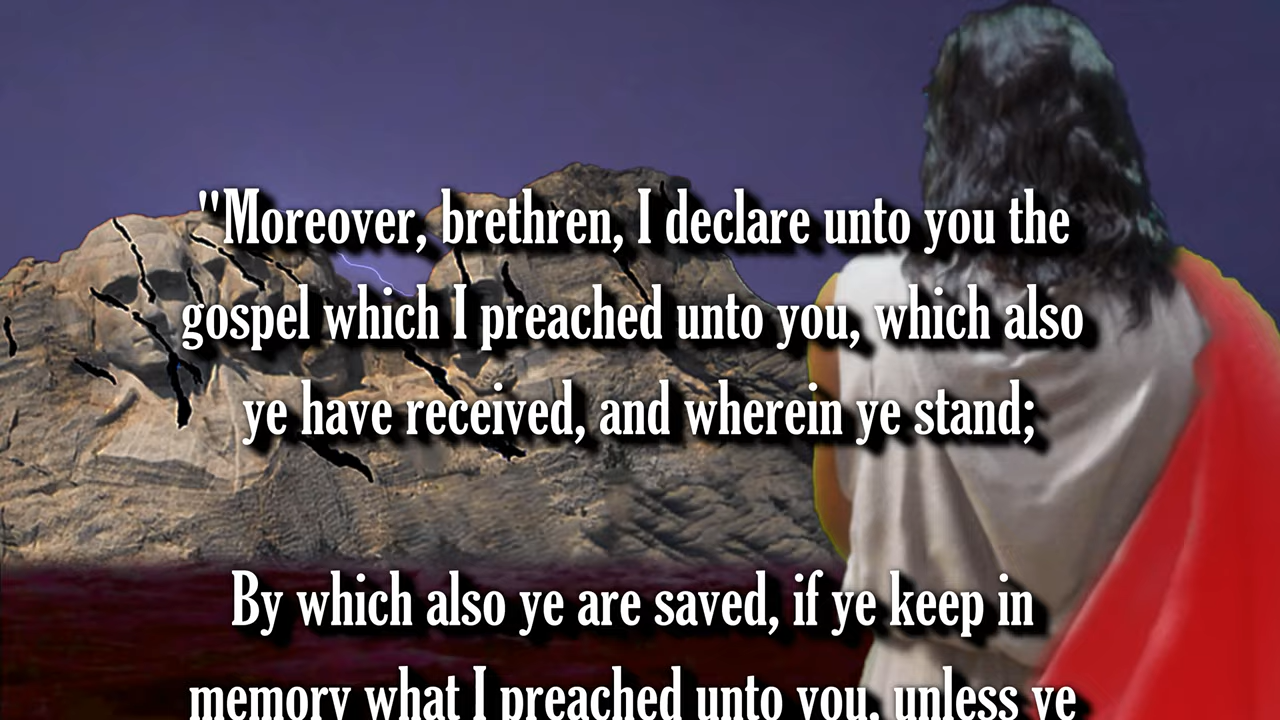 "Moreover, brethren, I declare unto you the
gospel which I preached unto you, which also
ye have received, and wherein ye stand;
By which also ye are saved, if ye keep in
memory what I preached unto you, unless ye